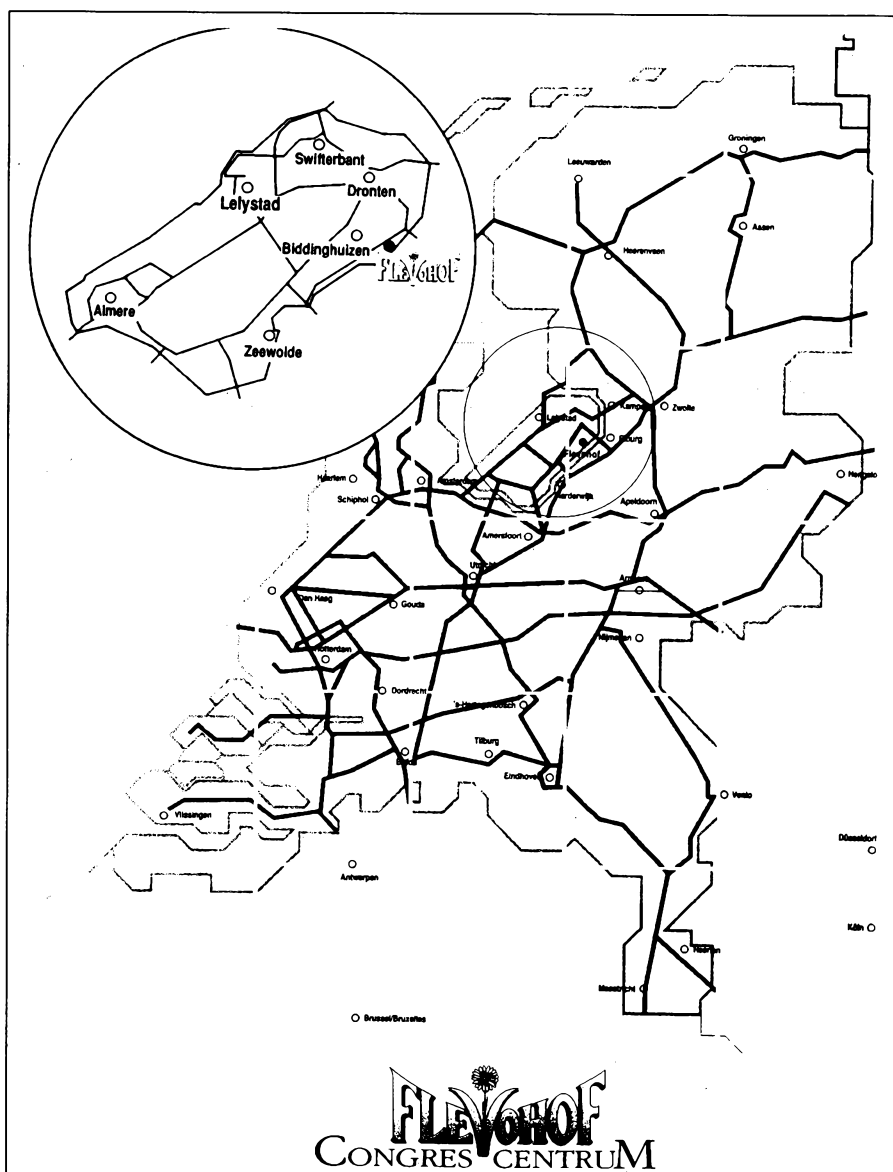 Swifterbant
Dronten
Lelystad
Biddinghuizen
FLEVOHOF
Almere
Zeewolde
Groningen
Leeuwarden
Assen
Heerenveen
Kampen
Zwolle
Lelystad
Elburg
Flevohof
Haarlem
Amsterdam
Hengelo
Schiphol
Harderwijk
Apeldoorn
Amersfoort
Utrecht
Den Haag
Gouda
Nijmegen
Rotterdam
Dordrecht
's-Hertogenbosch
Tilburg
Breda
Eindhoven
Venlo
Vlissingen
Düsseldorf
Antwerpen
Köln
Heerlen
Maastricht
Brussel/Bruxelles
FLEVOHOF
CONGRES CENTRUM